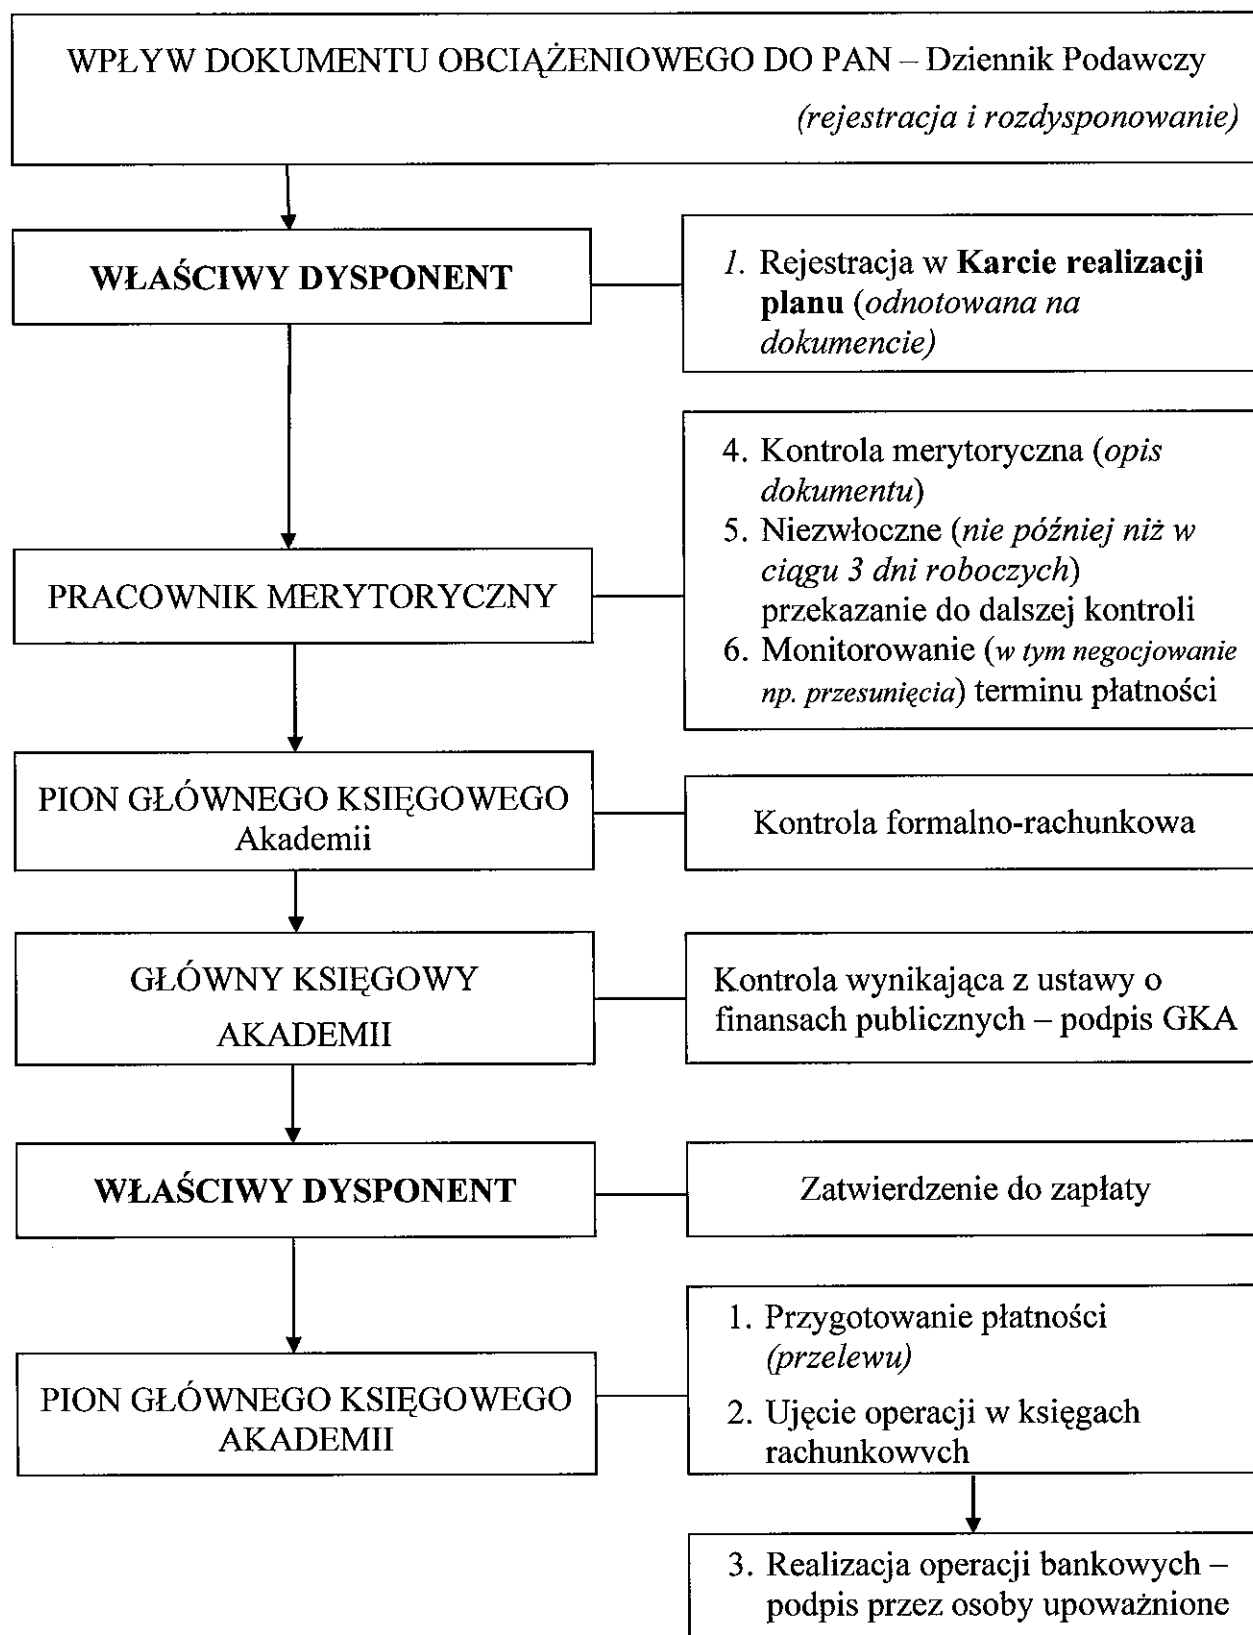 WPŁYW DOKUMENTU OBCIĄŻENIOWEGO DO PAN – Dziennik Podawczy
(rejestracja i rozdysponowanie)
WŁAŚCIWY DYSPONENT
1. Rejestracja w Karcie realizacji
planu (odnotowana na
dokumencie)
PRACOWNIK MERYTORYCZNY
4. Kontrola merytoryczna (opis
dokumentu)
5. Niezwłoczne (nie później niż w
ciągu 3 dni roboczych)
przekazanie do dalszej kontroli
6. Monitorowanie (w tym negocjowanie
np. przesunięcia) terminu płatności
PION GŁÓWNEGO KSIĘGOWEGO
Akademii
Kontrola formalno-rachunkowa
GŁÓWNY KSIĘGOWY
AKADEMII
Kontrola wynikająca z ustawy o
finansach publicznych – podpis GKA
WŁAŚCIWY DYSPONENT
Zatwierdzenie do zapłaty
PION GŁÓWNEGO KSIĘGOWEGO
AKADEMII
1. Przygotowanie płatności
(przelewu)
2. Ujęcie operacji w księgach
rachunkowych
3. Realizacja operacji bankowych –
podpis przez osoby upoważnione